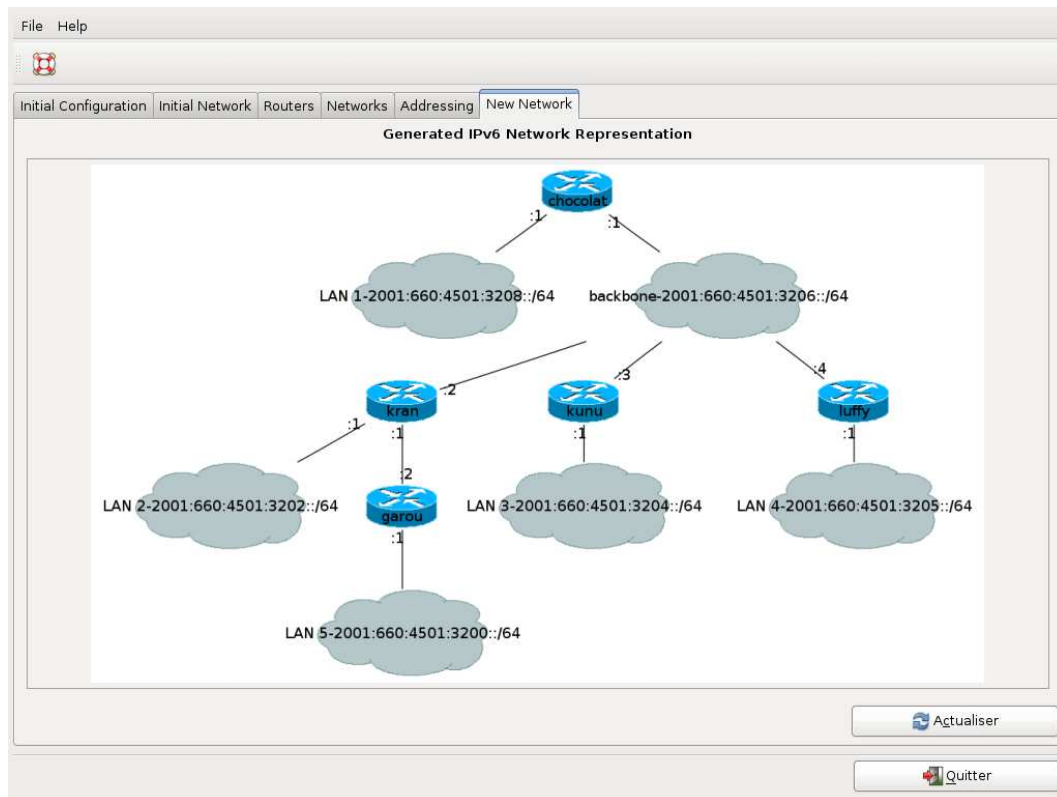 File Help
Initial Configuration Initial Network Routers Networks Addressing New Network
Generated IPv6 Network Representation
chocolat
:1 :1
LAN 1-2001:660:4501:3208::/64 backbone-2001:660:4501:3206::/64
:2 :3 :4
kran kunu luffy
:1 :1 :1 :1
:2
LAN 2-2001:660:4501:3202::/64 garou LAN 3-2001:660:4501:3204::/64 LAN 4-2001:660:4501:3205::/64
:1
LAN 5-2001:660:4501:3200::/64
Actualiser
Quitter